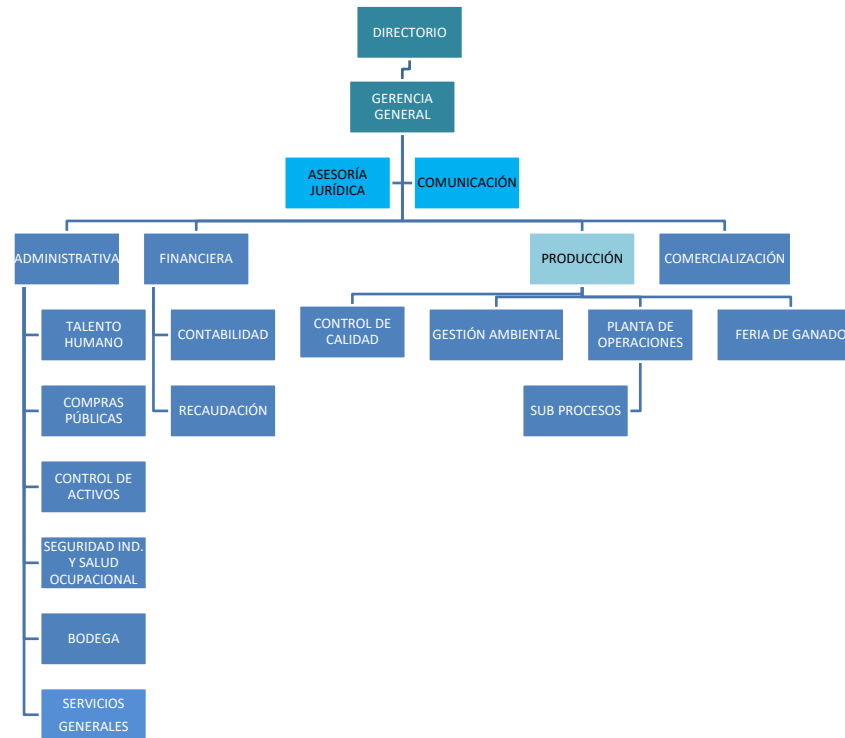 DIRECTORIO
GERENCIA
GENERAL
ASESORÍA
JURÍDICA
COMUNICACIÓN
ADMINISTRATIVA
FINANCIERA
PRODUCCIÓN
COMERCIALIZACIÓN
TALENTO
HUMANO
CONTABILIDAD
CONTROL DE
CALIDAD
GESTIÓN AMBIENTAL
PLANTA DE
OPERACIONES
FERIA DE GANADO
COMPRAS
PÚBLICAS
RECAUDACIÓN
SUB PROCESOS
CONTROL DE
ACTIVOS
SEGURIDAD IND.
Y SALUD
OCUPACIONAL
BODEGA
SERVICIOS
GENERALES